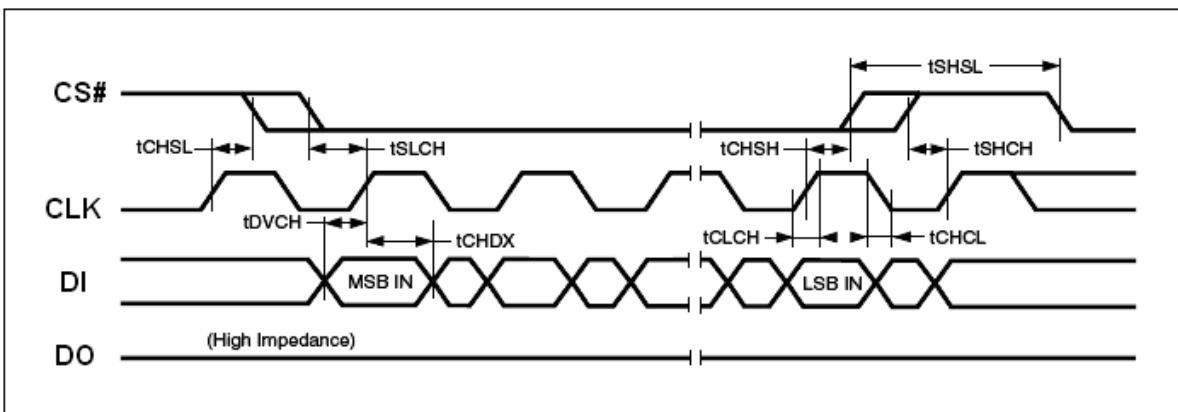 tSHSL
CS#
tCHSL
tSLCH
tCHSH
tSHCH
CLK
tDVCH
tCHDX
tCLCH
tCHCL
DI
MSB IN
LSB IN
(High Impedance)
DO